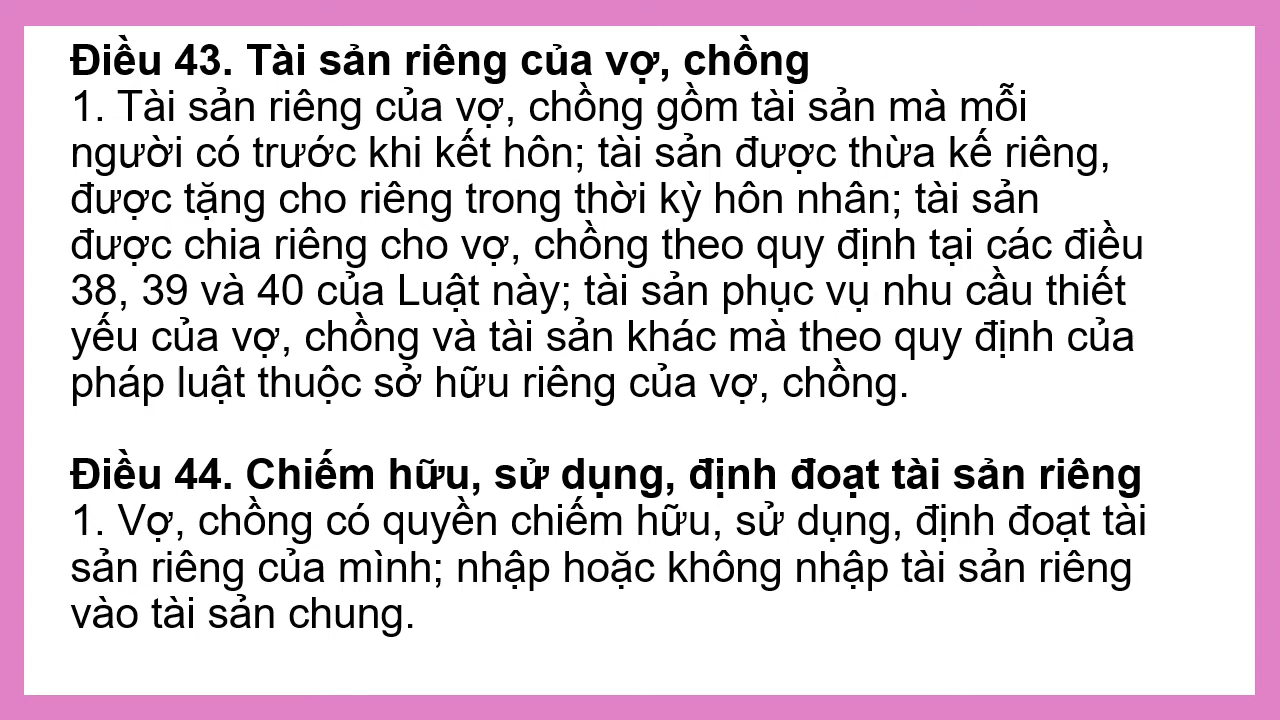 Điều 43. Tài sản riêng của vợ, chồng
1. Tài sản riêng của vợ, chồng gồm tài sản mà mỗi
người có trước khi kết hôn; tài sản được thừa kế riêng,
được tặng cho riêng trong thời kỳ hôn nhân; tài sản
được chia riêng cho vợ, chồng theo quy định tại các điều
38, 39 và 40 của Luật này; tài sản phục vụ nhu cầu thiết
yếu của vợ, chồng và tài sản khác mà theo quy định của
pháp luật thuộc sở hữu riêng của vợ, chồng.
Điều 44. Chiếm hữu, sử dụng, định đoạt tài sản riêng
1. Vợ, chồng có quyền chiếm hữu, sử dụng, định đoạt tài
sản riêng của mình; nhập hoặc không nhập tài sản riêng
vào tài sản chung.